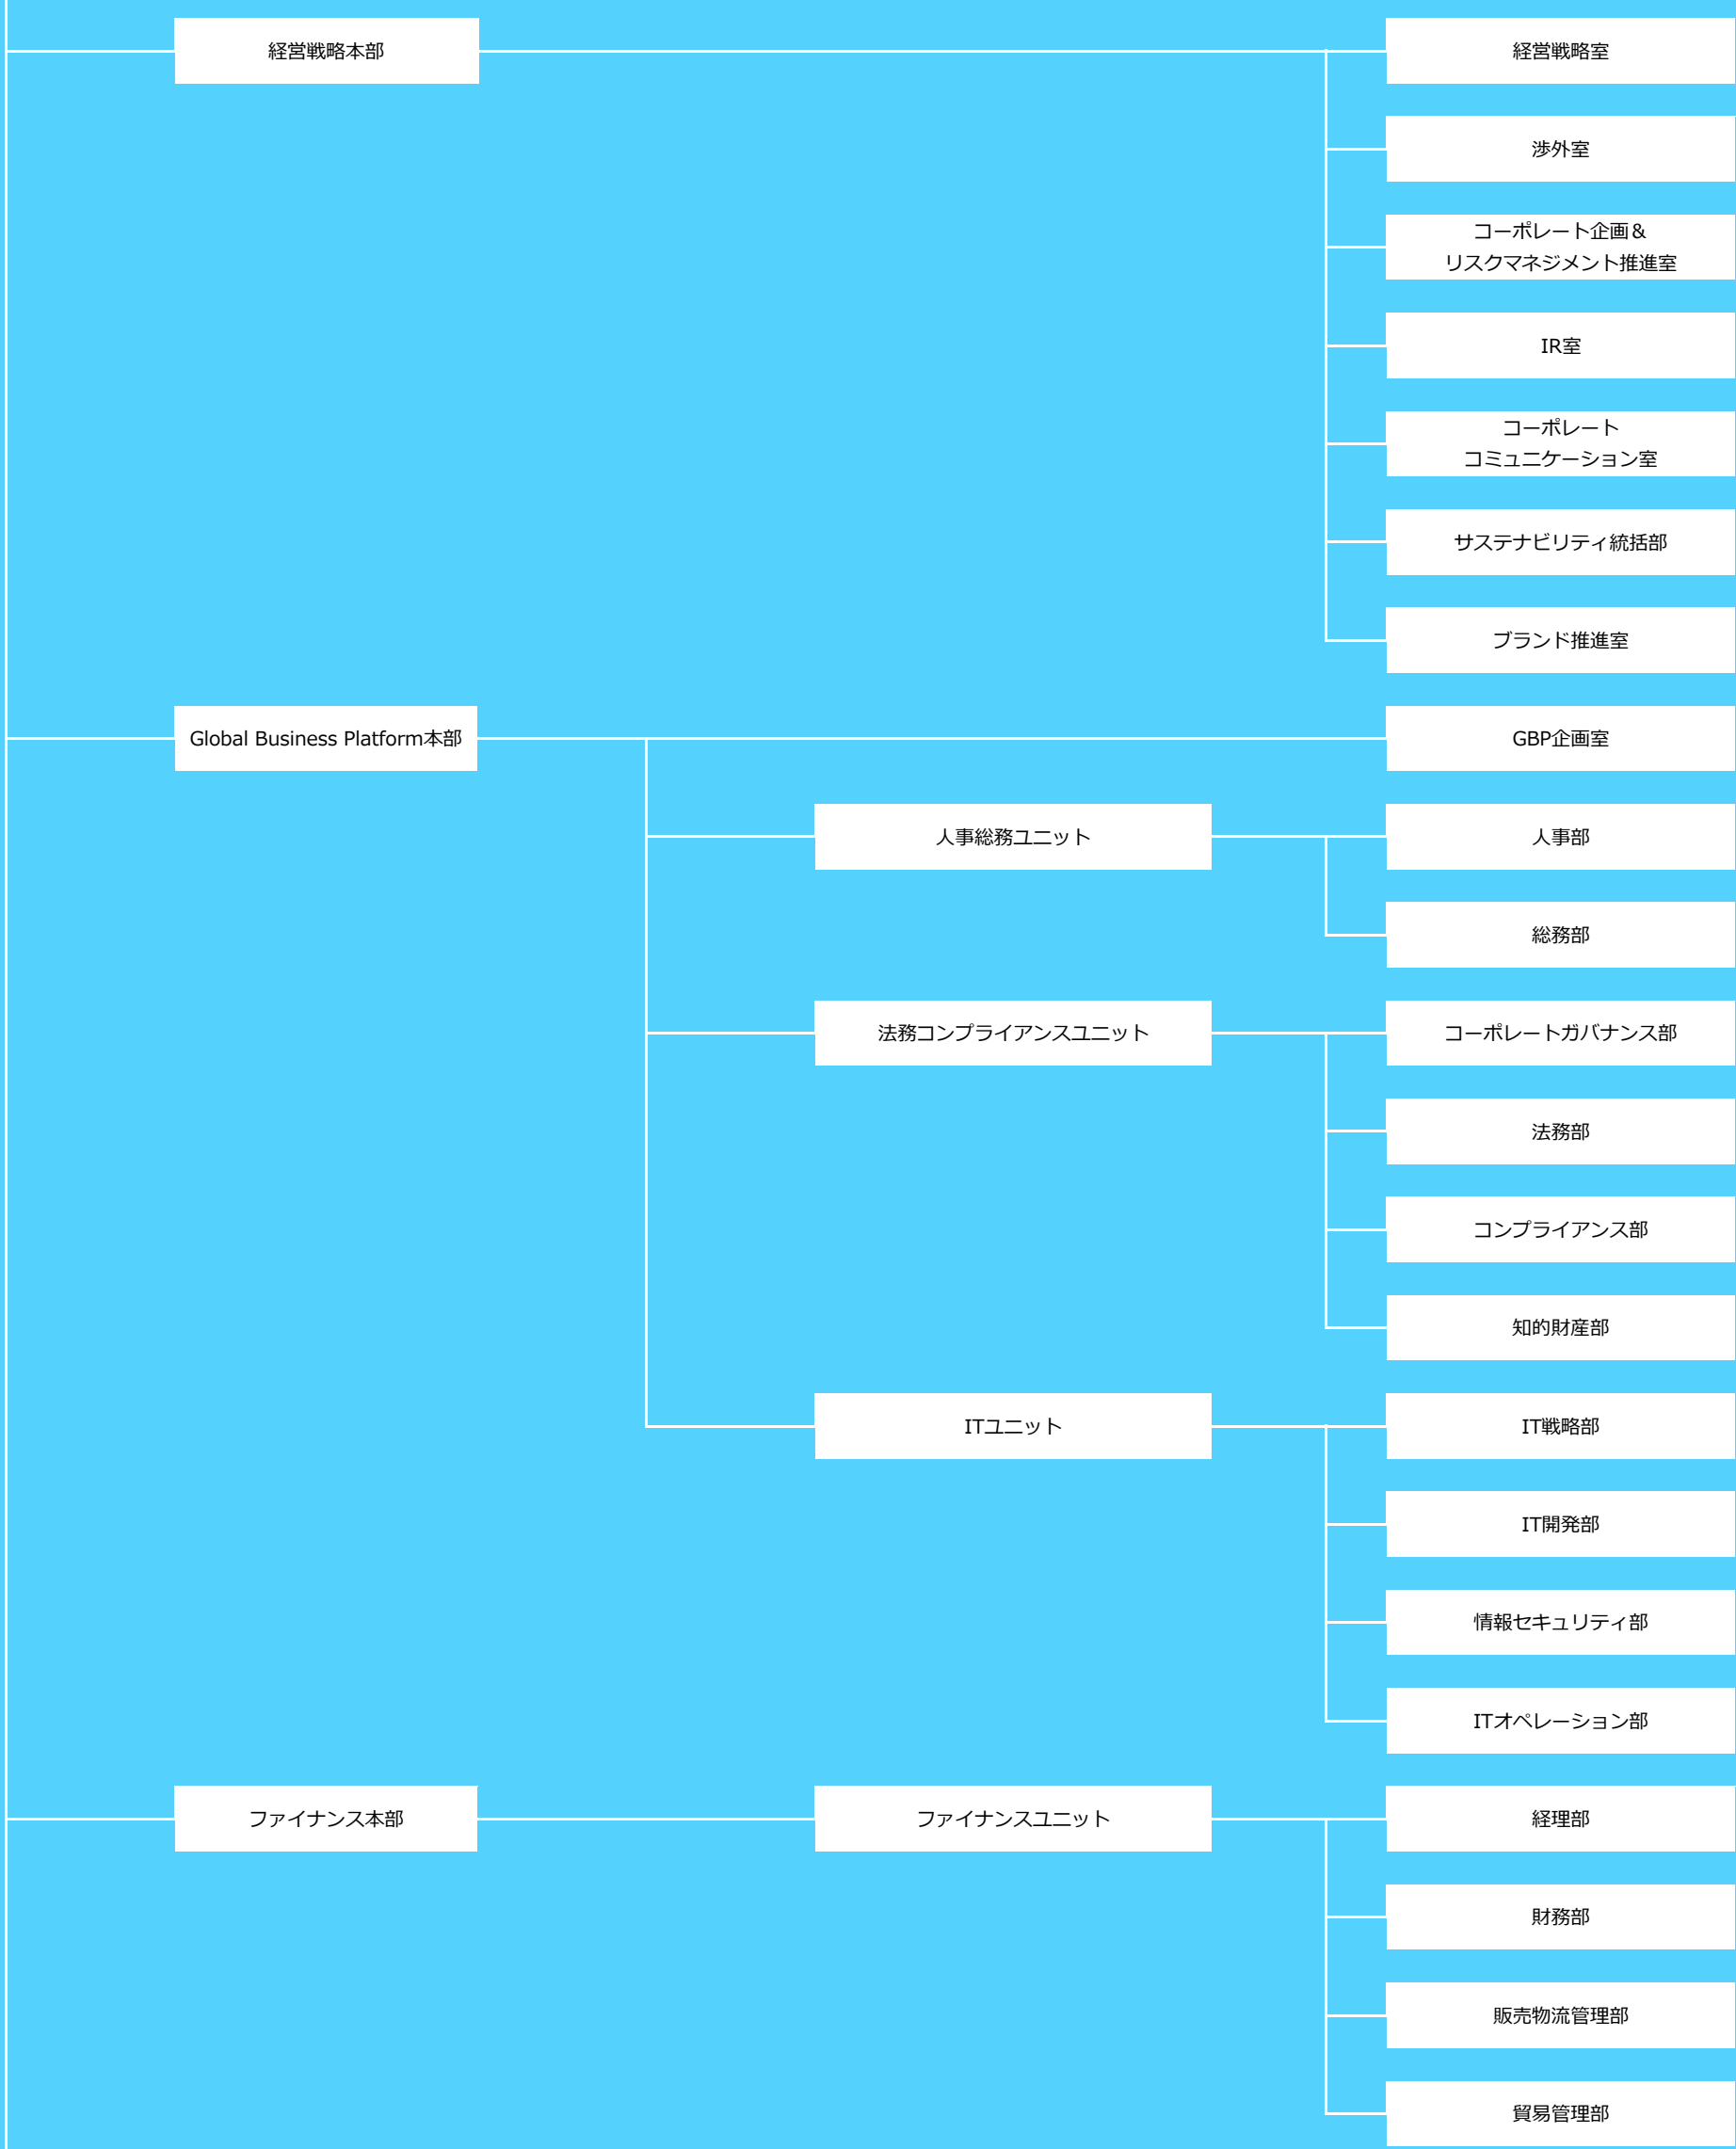 経営戦略本部
経営戦略室
渉外室
コーポレート企画＆
リスクマネジメント推進室
IR室
コーポレート
コミュニケーション室
サステナビリティ統括部
ブランド推進室
Global Business Platform本部
GBP企画室
人事総務ユニット
人事部
総務部
法務コンプライアンスユニット
コーポレートガバナンス部
法務部
コンプライアンス部
知的財産部
ITユニット
IT戦略部
IT開発部
情報セキュリティ部
ITオペレーション部
ファイナンス本部
ファイナンスユニット
経理部
財務部
販売物流管理部
貿易管理部